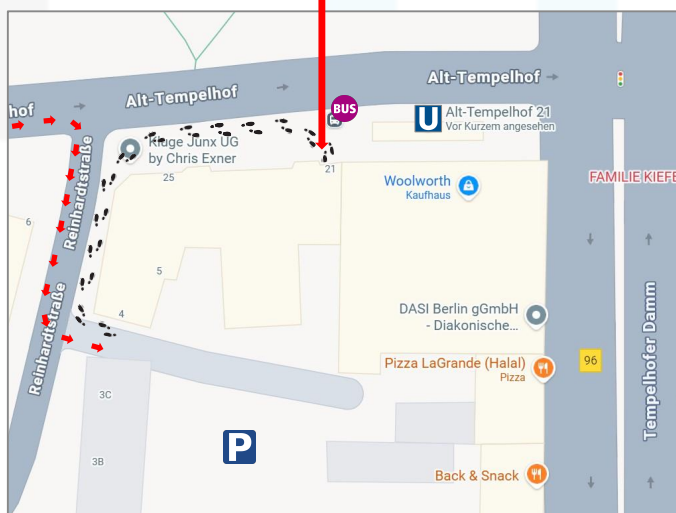 hof
Alt-Tempelhof
Alt-Tempelhof
BUS
U
Alt-Tempelhof 21
Vor Kurzem angesehen
Kluge Junx UG
by Chris Exner
25
21
Woolworth
Kaufhaus
FAMILIE KIEFE
Reinhardtstraße
6
5
4
Reinhardtstraße
DASI Berlin gGmbH
- Diakonische...
Pizza LaGrande (Halal)
Pizza
96
Tempelhofer Damm
3C
P
3B
Back & Snack